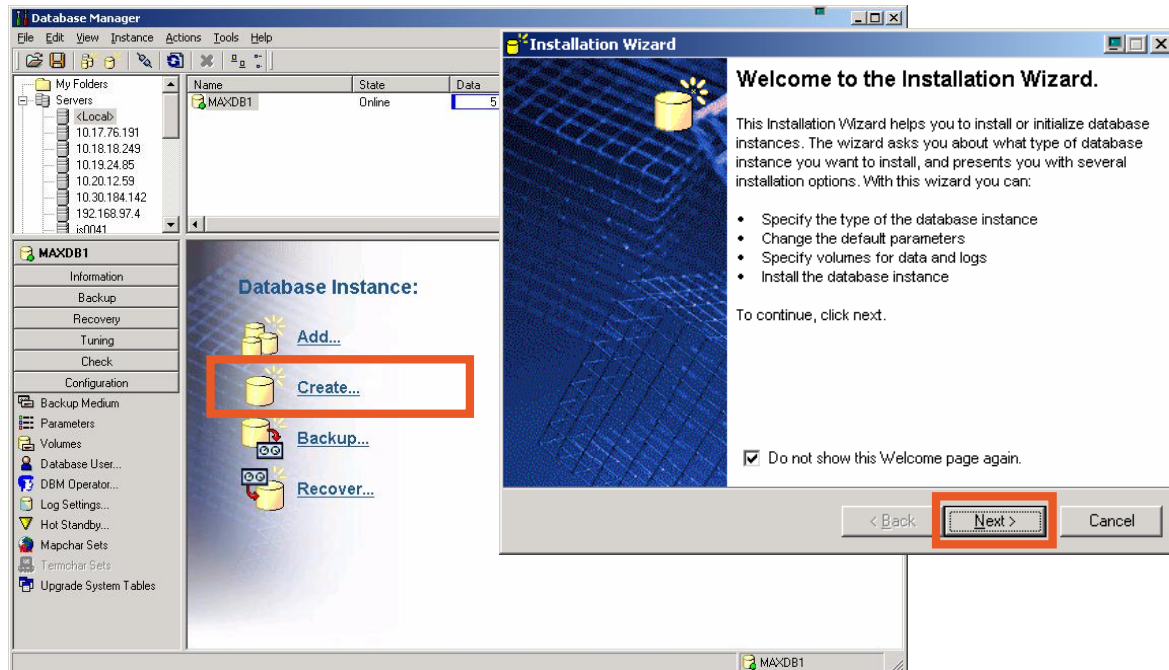 Database Manager
File Edit View Instance Actions Tools Help
My Folders
Servers
<Local>
10.17.76.191
10.18.18.249
10.19.24.85
10.20.12.59
10.30.184.142
192.168.97.4
is0041
Name State Data
MAXDB1 Online 5
MAXDB1
Information
Backup
Recovery
Tuning
Check
Configuration
Backup Medium
Parameters
Volumes
Database User...
DBM Operator...
Log Settings...
Hot Standby...
Mapchar Sets
Termchar Sets
Upgrade System Tables
Database Instance:
Add...
Create...
Backup...
Recover...
MAXDB1
Installation Wizard
Welcome to the Installation Wizard.
This Installation Wizard helps you to install or initialize database
instances. The wizard asks you about what type of database
instance you want to install, and presents you with several
installation options. With this wizard you can:
• Specify the type of the database instance
• Change the default parameters
• Specify volumes for data and logs
• Install the database instance
To continue, click next.
Do not show this Welcome page again.
< Back Next > Cancel